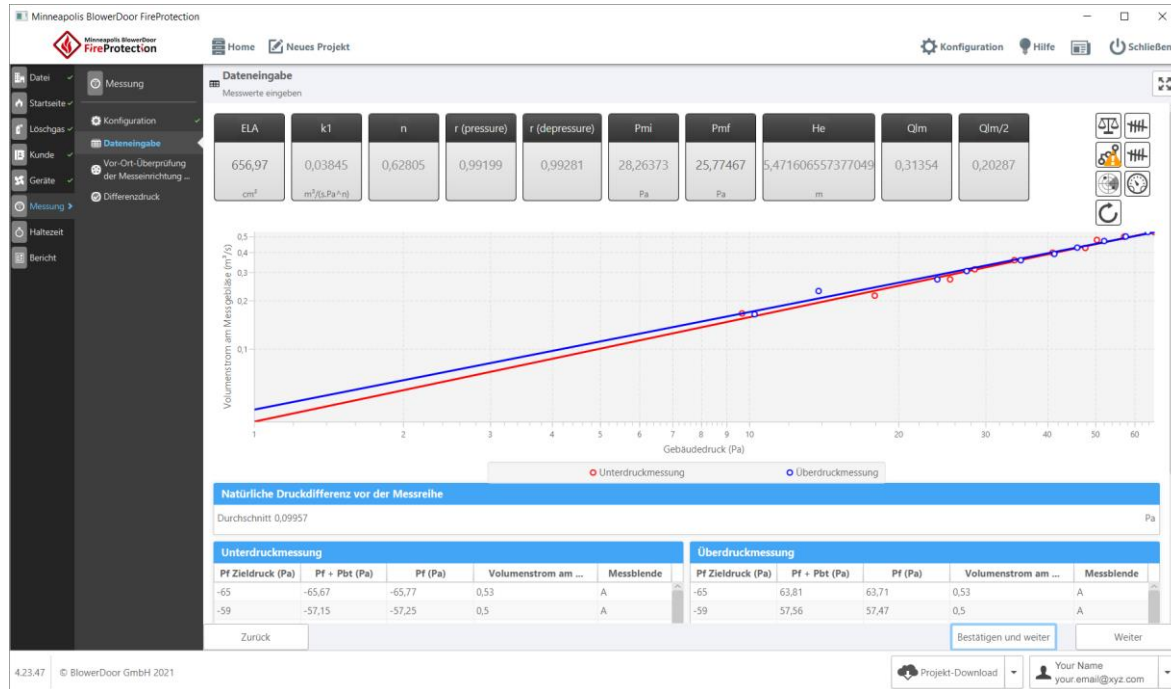 Minneapolis BlowerDoor FireProtection
Minneapolis BlowerDoor
FireProtection
Home
Neues Projekt
Konfiguration
Hilfe
Schließen
Datei
Startseite
Löschgas
Kunde
Geräte
Messung
Haltezeit
Bericht
Messung
Konfiguration
Dateneingabe
Vor-Ort-Überprüfung
der Messeinrichtung ...
Differenzdruck
Dateneingabe
Messwerte eingeben
ELA k1 n r (pressure) r (depressure) Pmi Pmf He Qlm Qlm/2
656,97 0,03845 0,62805 0,99199 0,99281 28,26373 25,77467 5,471606557377049 0,31354 0,20287
cm² m³/(s.Pa^n) Pa Pa m
Volumenstrom am Messgebläse (m³/s)
0,5
0,4
0,3
0,2
0,1
1 2 3 4 5 6 7 8 9 10 20 30 40 50 60
Gebäudedruck (Pa)
Unterdruckmessung Überdruckmessung
Natürliche Druckdifferenz vor der Messreihe
Durchschnitt 0,09957 Pa
Unterdruckmessung
Pf Zieldruck (Pa) Pf + Pbt (Pa) Pf (Pa) Volumenstrom am ... Messblende
-65 -65,67 -65,77 0,53 A
-59 -57,15 -57,25 0,5 A
Überdruckmessung
Pf Zieldruck (Pa) Pf + Pbt (Pa) Pf (Pa) Volumenstrom am ... Messblende
-65 63,81 63,71 0,53 A
-59 57,56 57,47 0,5 A
Zurück
Bestätigen und weiter
Weiter
4.23.47 © BlowerDoor GmbH 2021
Projekt-Download
Your Name
your.email@xyz.com